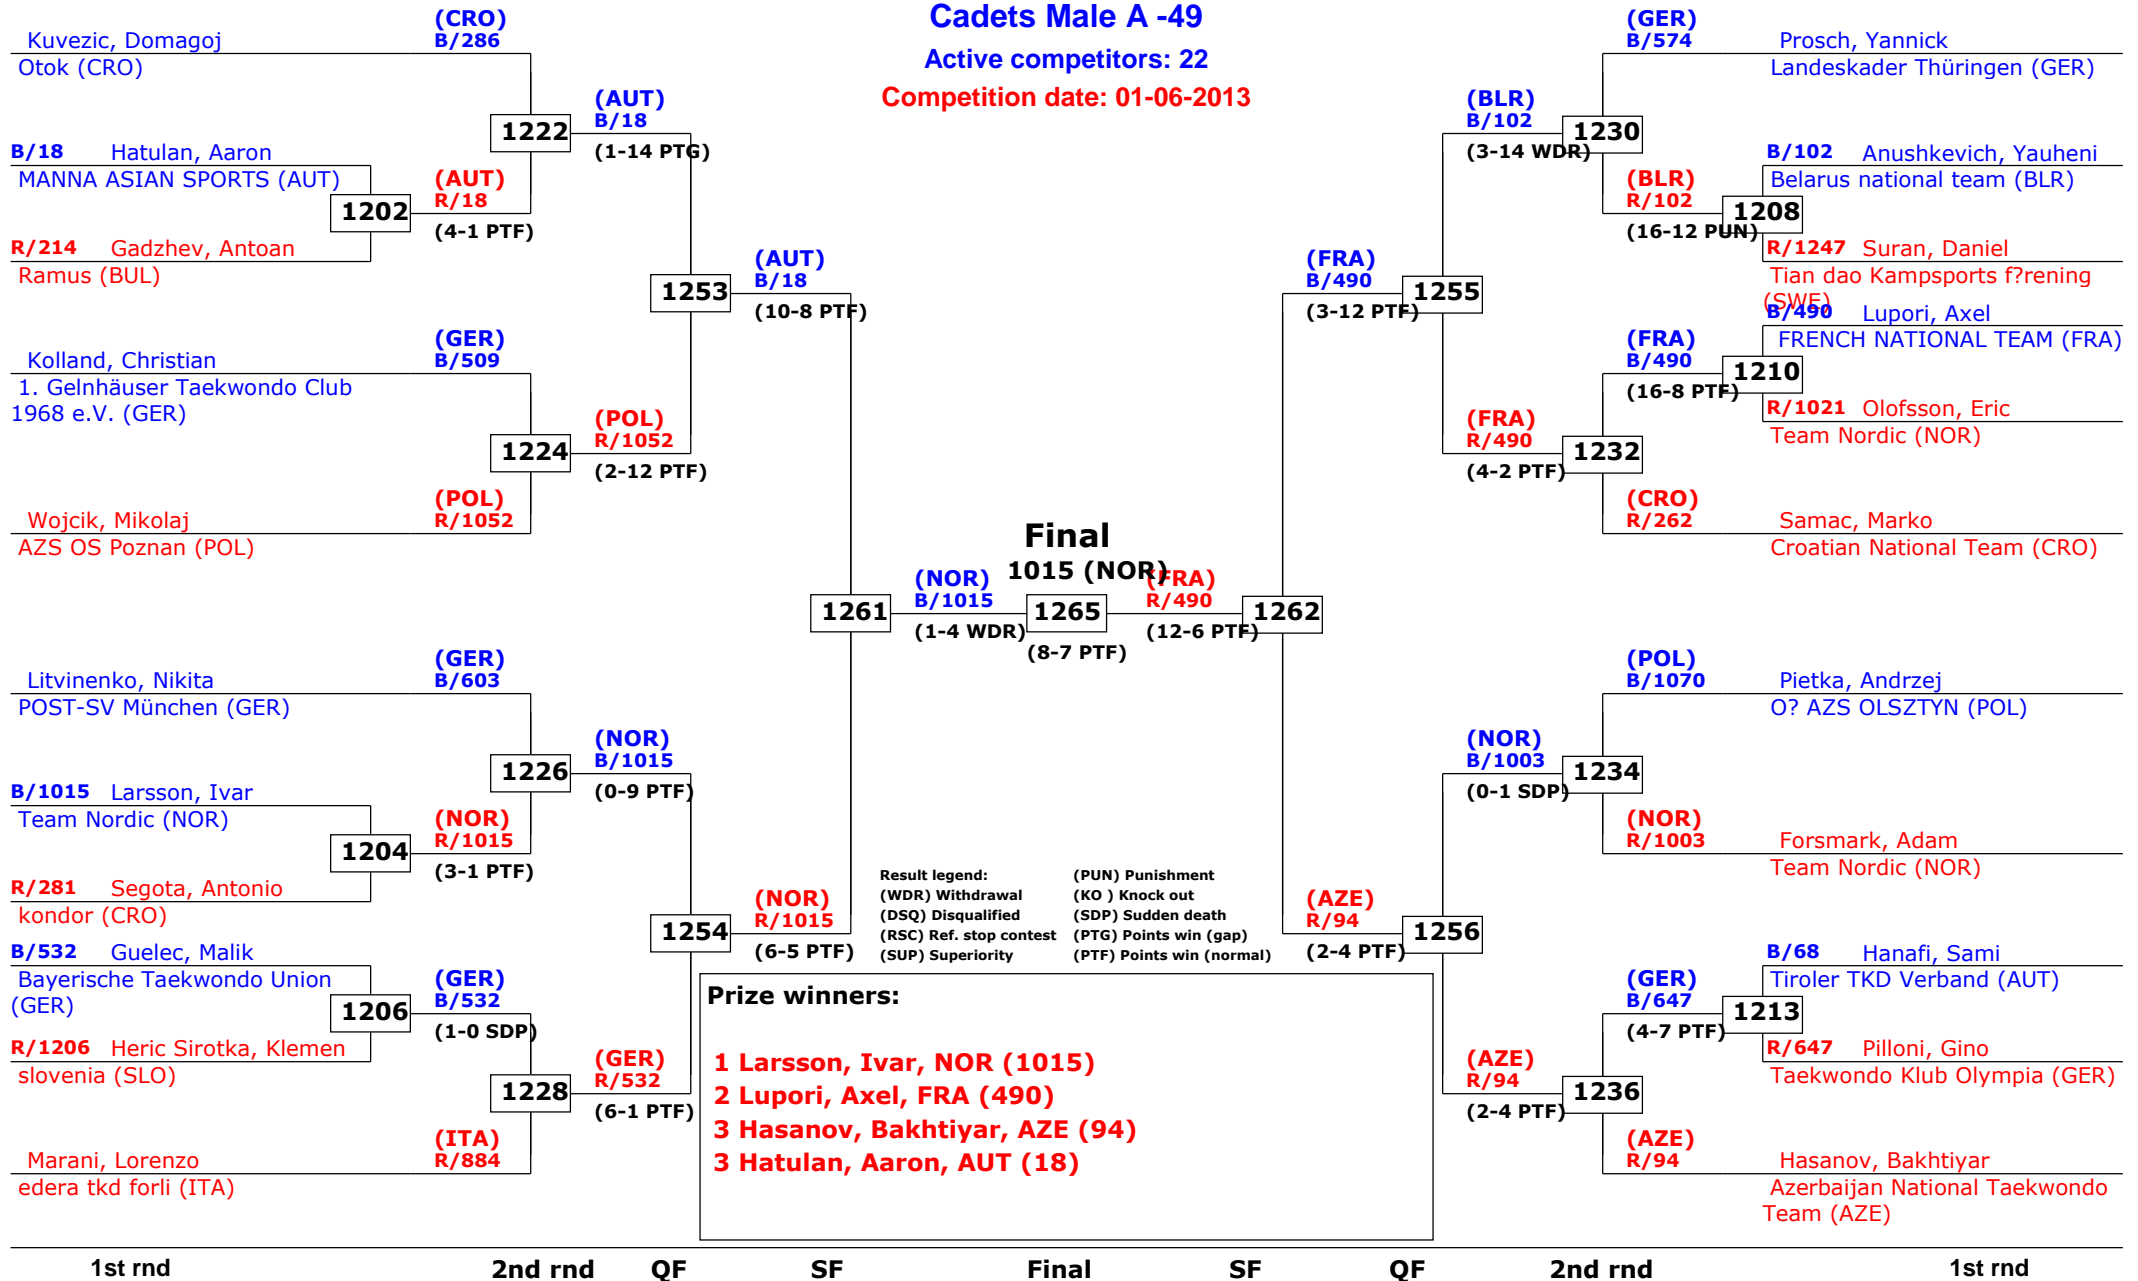 Cadets Male A -49
Active competitors: 22
Competition date: 01-06-2013
(CRO)
B/286
Kuvezic, Domagoj
Otok (CRO)
1222
(AUT)
B/18
(1-14 PTG)
B/18 Hatulan, Aaron
MANNA ASIAN SPORTS (AUT)
1202
(AUT)
R/18
(4-1 PTF)
R/214 Gadzhev, Antoan
Ramus (BUL)
1253
(AUT)
B/18
(10-8 PTF)
(GER)
B/509
Kolland, Christian
1. Gelnhäuser Taekwondo Club
1968 e.V. (GER)
1224
(POL)
R/1052
(2-12 PTF)
(POL)
R/1052
Wojcik, Mikolaj
AZS OS Poznan (POL)
1261
(NOR)
B/1015
(1-4 WDR)
(GER)
B/603
Litvinenko, Nikita
POST-SV München (GER)
1226
(NOR)
B/1015
(0-9 PTF)
B/1015 Larsson, Ivar
Team Nordic (NOR)
1204
(NOR)
R/1015
(3-1 PTF)
R/281 Segota, Antonio
kondor (CRO)
1254
(NOR)
R/1015
(6-5 PTF)
B/532 Guelec, Malik
Bayerische Taekwondo Union
(GER)
1206
(GER)
B/532
(1-0 SDP)
R/1206 Heric Sirotka, Klemen
slovenia (SLO)
1228
(GER)
R/532
(6-1 PTF)
(ITA)
R/884
Marani, Lorenzo
edera tkd forli (ITA)
Final
1015 (NOR)
1265
(8-7 PTF)
(FRA)
R/490
(12-6 PTF)
1262
(GER)
B/574
Prosch, Yannick
Landeskader Thüringen (GER)
(BLR)
B/102
(3-14 WDR)
1230
B/102 Anushkevich, Yauheni
Belarus national team (BLR)
(BLR)
R/102
(16-12 PUN)
1208
R/1247 Suran, Daniel
Tian dao Kampsports f?rening
(SWE)
(FRA)
B/490
(3-12 PTF)
1255
B/490 Lupori, Axel
FRENCH NATIONAL TEAM (FRA)
(FRA)
B/490
(16-8 PTF)
1210
R/1021 Olofsson, Eric
Team Nordic (NOR)
(FRA)
R/490
(4-2 PTF)
1232
(CRO)
R/262
Samac, Marko
Croatian National Team (CRO)
(POL)
B/1070
Pietka, Andrzej
O? AZS OLSZTYN (POL)
(NOR)
B/1003
(0-1 SDP)
1234
(NOR)
R/1003
Forsmark, Adam
Team Nordic (NOR)
(AZE)
R/94
(2-4 PTF)
1256
B/68 Hanafi, Sami
Tiroler TKD Verband (AUT)
(GER)
B/647
(4-7 PTF)
1213
R/647 Pilloni, Gino
Taekwondo Klub Olympia (GER)
(AZE)
R/94
(2-4 PTF)
1236
(AZE)
R/94
Hasanov, Bakhtiyar
Azerbaijan National Taekwondo
Team (AZE)
Result legend: (PUN) Punishment
(WDR) Withdrawal (KO ) Knock out
(DSQ) Disqualified (SDP) Sudden death
(RSC) Ref. stop contest (PTG) Points win (gap)
(SUP) Superiority (PTF) Points win (normal)
Prize winners:
1 Larsson, Ivar, NOR (1015)
2 Lupori, Axel, FRA (490)
3 Hasanov, Bakhtiyar, AZE (94)
3 Hatulan, Aaron, AUT (18)
1st rnd 2nd rnd QF SF Final SF QF 2nd rnd 1st rnd